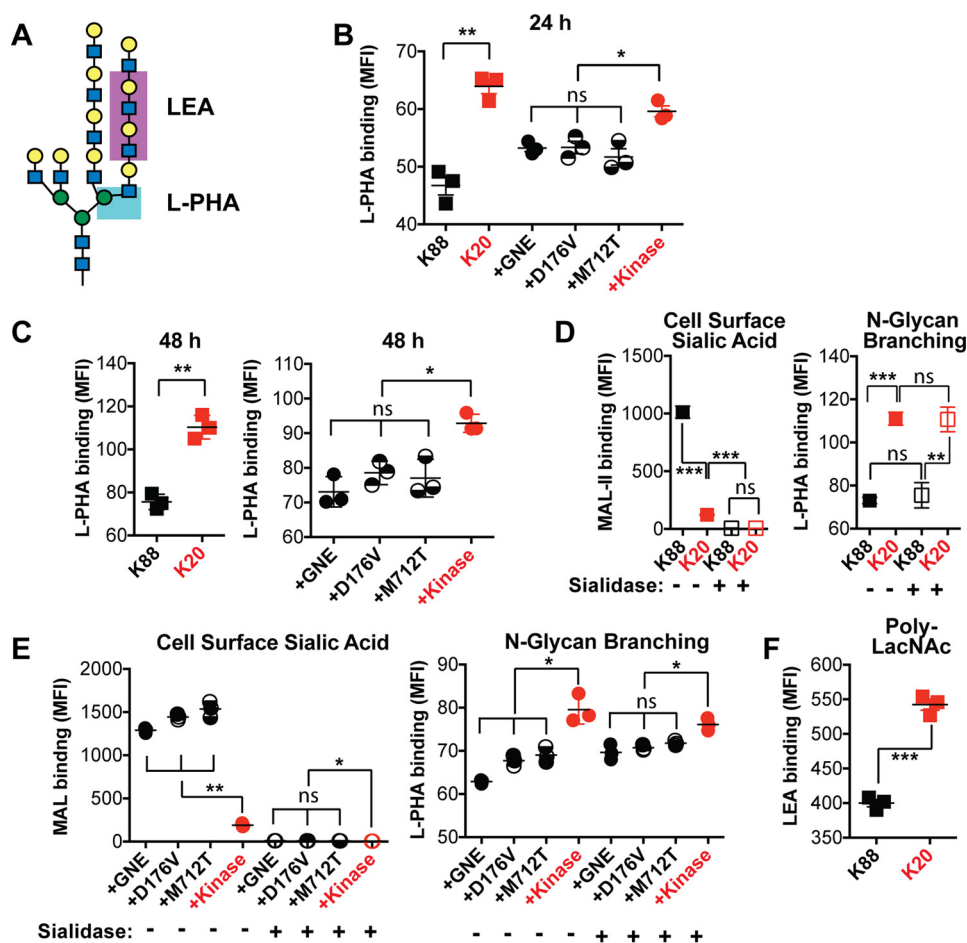 A
LEA
L-PHA
B
24 h
L-PHA binding (MFI)
70
60
50
40
**
ns
*
K88
K20
+GNE
+D176V
+M712T
+Kinase
C
48 h
L-PHA binding (MFI)
140
120
100
80
60
**
K88
K20
48 h
L-PHA binding (MFI)
110
100
90
80
70
60
ns
*
+GNE
+D176V
+M712T
+Kinase
D
Cell Surface
Sialic Acid
MAL-II binding (MFI)
1500
1000
500
0
***
***
ns
K88
K20
K88
K20
Sialidase: - - + +
N-Glycan
Branching
L-PHA binding (MFI)
140
120
100
80
60
***
ns
ns
**
K88
K20
K88
K20
- - + +
E
Cell Surface Sialic Acid
MAL bindng (MFI)
2000
1500
1000
500
0
**
ns
*
+GNE
+D176V
+M712T
+Kinase
+GNE
+D176V
+M712T
+Kinase
Sialidase: - - - - + + + +
N-Glycan Branching
L-PHA binding (MFI)
90
80
70
60
50
*
ns
*
+GNE
+D176V
+M712T
+Kinase
+GNE
+D176V
+M712T
+Kinase
- - - - + + + +
F
Poly-
LacNAc
LEA binding (MFI)
600
550
500
450
400
350
***
K88
K20